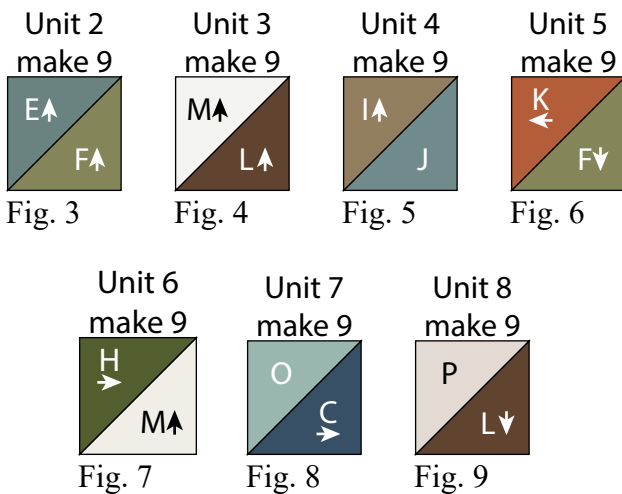 Unit 2 Unit 3 Unit 4 Unit 5
make 9 make 9 make 9 make 9
E M I K
F L J F
Fig. 3 Fig. 4 Fig. 5 Fig. 6
Unit 6 Unit 7 Unit 8
make 9 make 9 make 9
H O P
M C L
Fig. 7 Fig. 8 Fig. 9